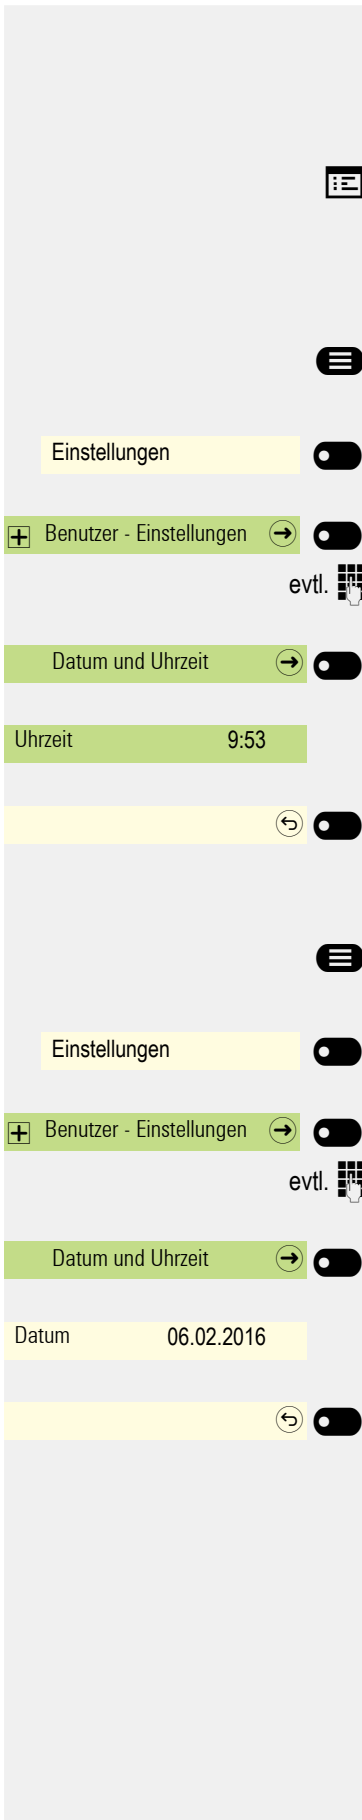 Einstellungen
Benutzer - Einstellungen
evtl.
Datum und Uhrzeit
Uhrzeit 9:53
Einstellungen
Benutzer - Einstellungen
evtl.
Datum und Uhrzeit
Datum 06.02.2016